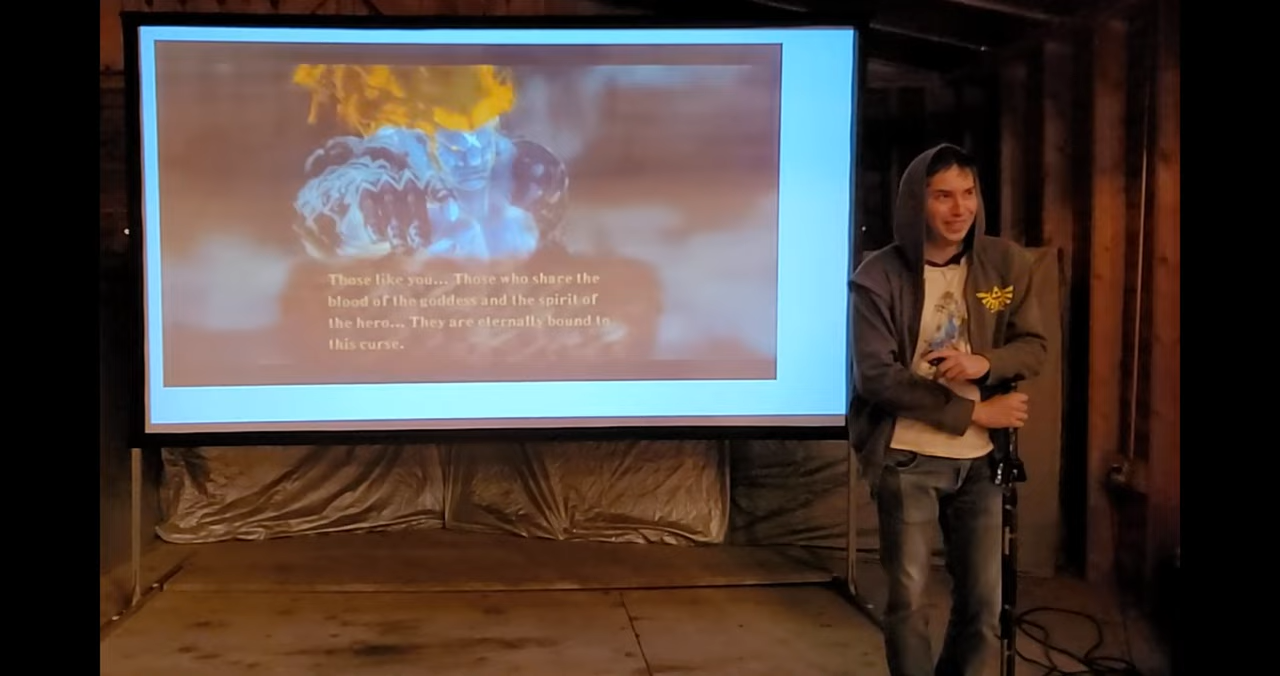 Those like you... Those who share the
blood of the goddess and the spirit of
the hero... They are eternally bound to
this curse.